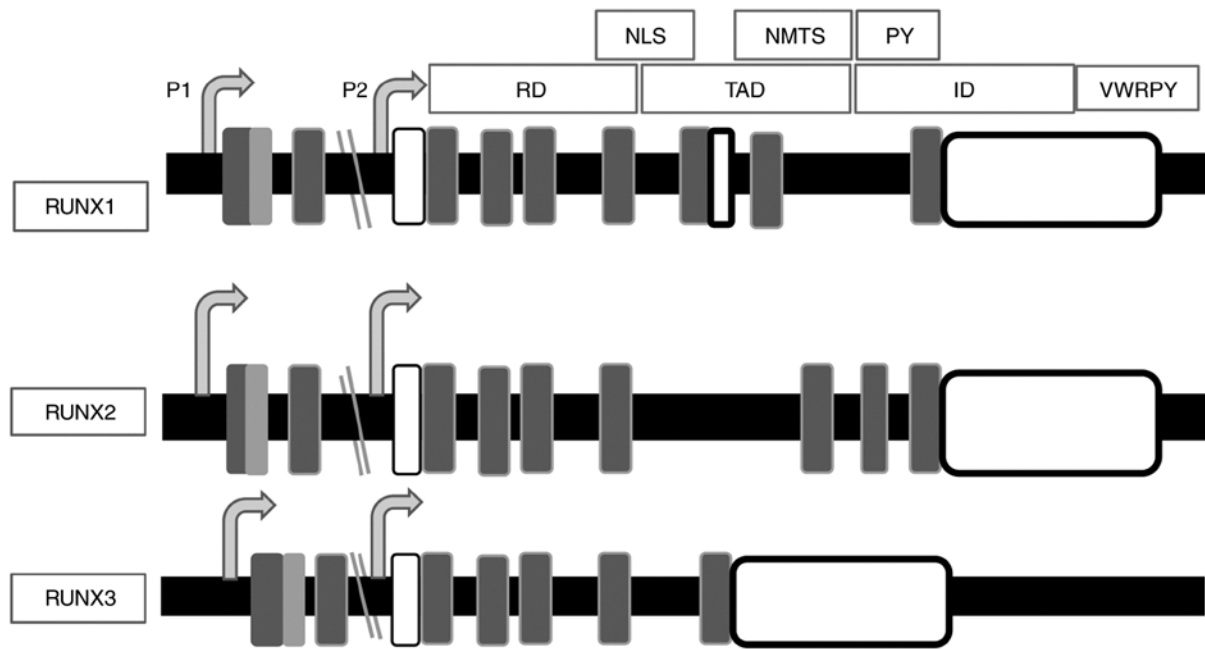 NLS NMTS PY
P1 P2 RD TAD ID VWRPY
RUNX1
RUNX2
RUNX3